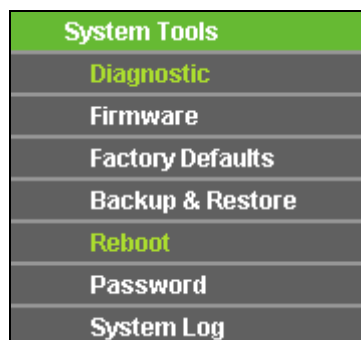 System Tools
Diagnostic
Firmware
Factory Defaults
Backup & Restore
Reboot
Password
System Log